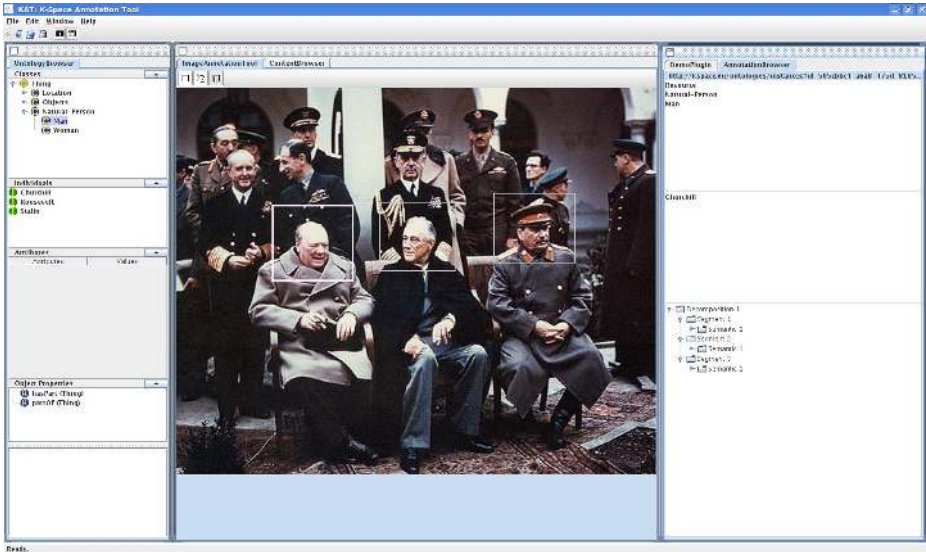 KAT: K-Space Annotation Tool
File Edit Window Help
OntologyBrowser
Classes
Thing
Location
Objects
Natural-Person
Man
Woman
Individuals
Churchill
Roosevelt
Stalin
Attributes
Attributes Values
Object Properties
hasPart (Thing)
partOf (Thing)
ImageAnnotationTool ContentBrowser
DemoPlugin AnnotationBrowser
Resource
Natural-Person
Man
Churchill
Decomposition 1
Segment 1
Semantic 1
Segment 2
Semantic 1
Segment 3
Semantic 1
Ready.